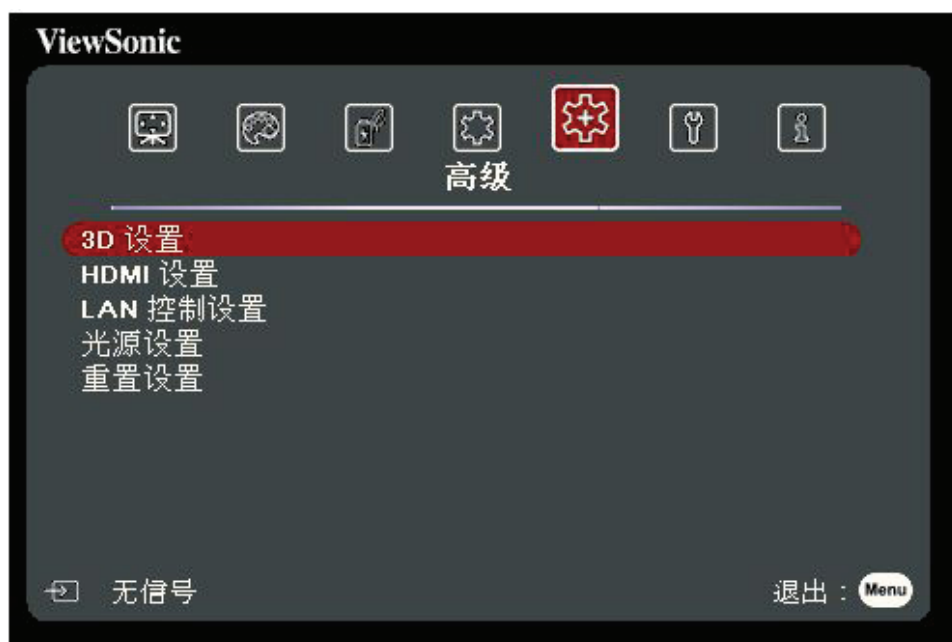 ViewSonic
高级
3D 设置
HDMI 设置
LAN 控制设置
光源设置
重置设置
无信号
退出 : Menu